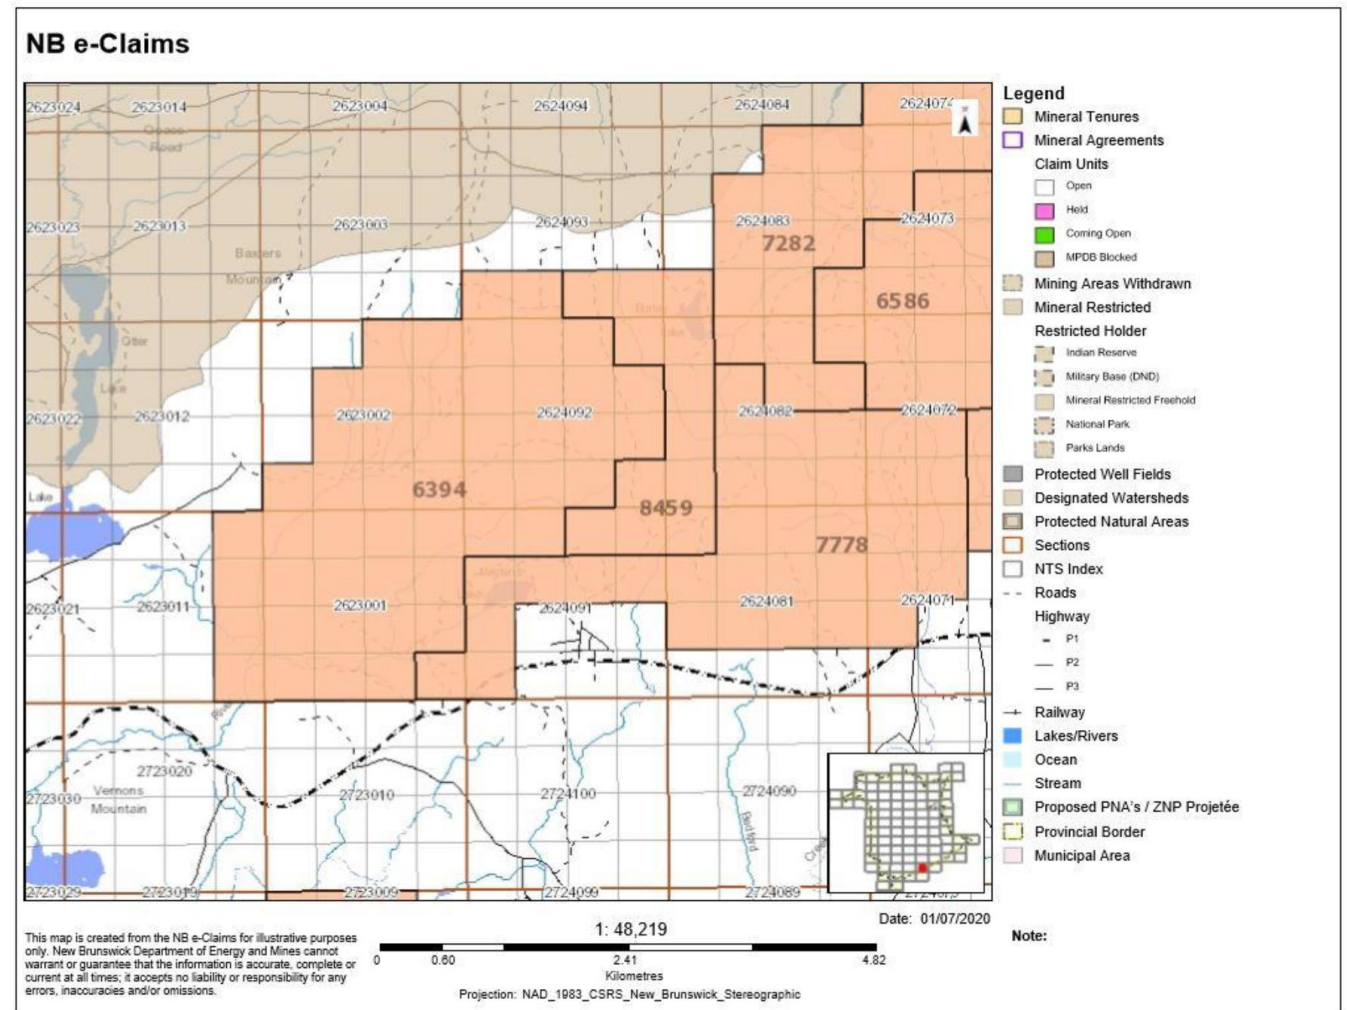 NB e-Claims
2623024 2623014 2623004 2624094 2624084 2624074
Road
2623023 2623013 2623003 2624093 2624083 2624073
7282
Baxters
Mountain
6586
Otter
Lake
2623022 2623012 2623002 2624092 2624082 2624072
6394
Lake
8459
7778
2623021 2623011 2623001 2624091 2624081 2624071
River
2723020
Vernons
Mountain
2723030 2723010 2724100 2724090
Bedford
Creek
2723029 2723019 2723009 2724099 2724089
Legend
Mineral Tenures
Mineral Agreements
Claim Units
Open
Held
Coming Open
MPDB Blocked
Mining Areas Withdrawn
Mineral Restricted
Restricted Holder
Indian Reserve
Military Base (DND)
Mineral Restricted Freehold
National Park
Parks Lands
Protected Well Fields
Designated Watersheds
Protected Natural Areas
Sections
NTS Index
Roads
Highway
P1
P2
P3
Railway
Lakes/Rivers
Ocean
Stream
Proposed PNA's / ZNP Projetée
Provincial Border
Municipal Area
Date: 01/07/2020
Note:
This map is created from the NB e-Claims for illustrative purposes
only. New Brunswick Department of Energy and Mines cannot
warrant or guarantee that the information is accurate, complete or
current at all times; it accepts no liability or responsibility for any
errors, inaccuracies and/or omissions.
1: 48,219
0 0.60 2.41 4.82
Kilometres
Projection: NAD_1983_CSRS_New_Brunswick_Stereographic